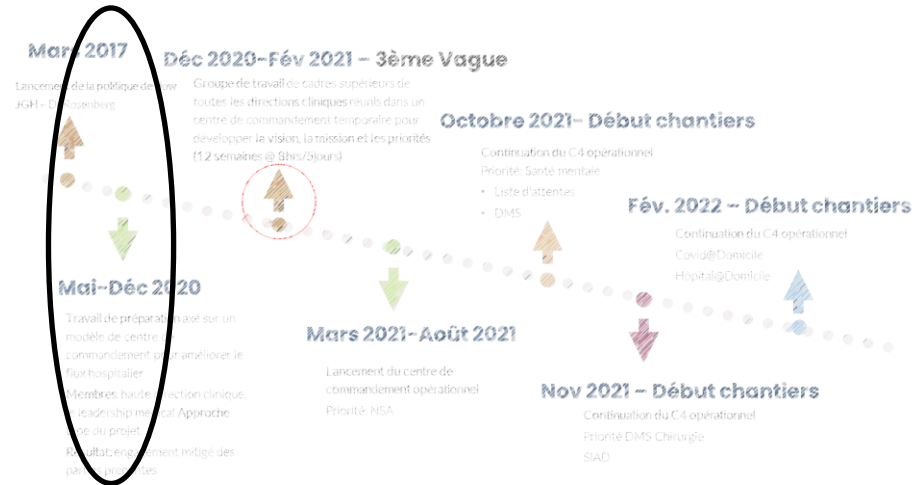 Mars 2017
Lancement de la politique de flow
JGH - Dr Rosenberg
Déc 2020-Fév 2021 - 3ème Vague
Groupe de travail de cadres supérieurs de
toutes les directions cliniques réunis dans un
centre de commandement temporaire pour
développer la vision, la mission et les priorités
(12 semaines @ 8hrs/5jours)
Octobre 2021- Début chantiers
Continuation du C4 opérationnel
Priorité: Santé mentale
• Liste d'attentes
• DMS
Fév. 2022 - Début chantiers
Continuation du C4 opérationnel
Covid@Domicile
Hôpital@Domicile
Mai-Déc 2020
Travail de préparation axé sur un
modèle de centre de
commandement pour améliorer le
flux hospitalier
Membres: haute direction clinique,
le leadership médical Approche
du projet
Résultat: engagement mitigé des
parties
Mars 2021-Août 2021
Lancement du centre de
commandement opérationnel
Priorité: NSA
Nov 2021 - Début chantiers
Continuation du C4 opérationnel
Priorité DMS Chirurgie
SIAD